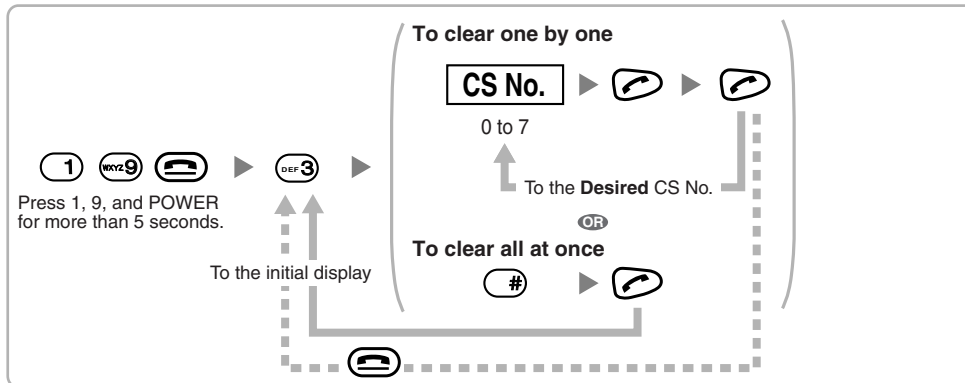 To clear one by one
CS No.
0 to 7
1 WXYZ 9 DEF 3
Press 1, 9, and POWER
for more than 5 seconds.
To the Desired CS No.
OR
To clear all at once
To the initial display
#